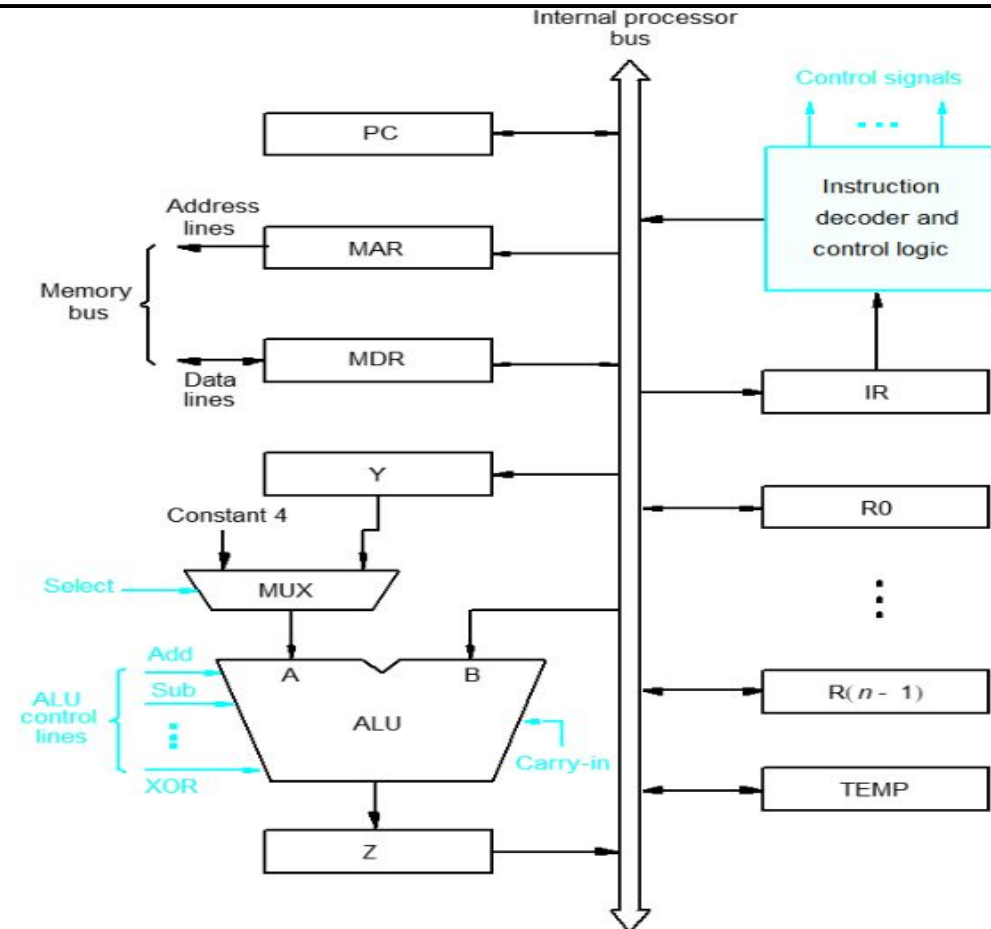 Internal processor
bus
Control signals
PC
Instruction
decoder and
control logic
Address
lines
MAR
Memory
bus
MDR
Data
lines
IR
Y
Constant 4
R0
Select
MUX
Add
A
B
Sub
ALU
control
lines
ALU
R(n - 1)
Carry-in
XOR
TEMP
Z